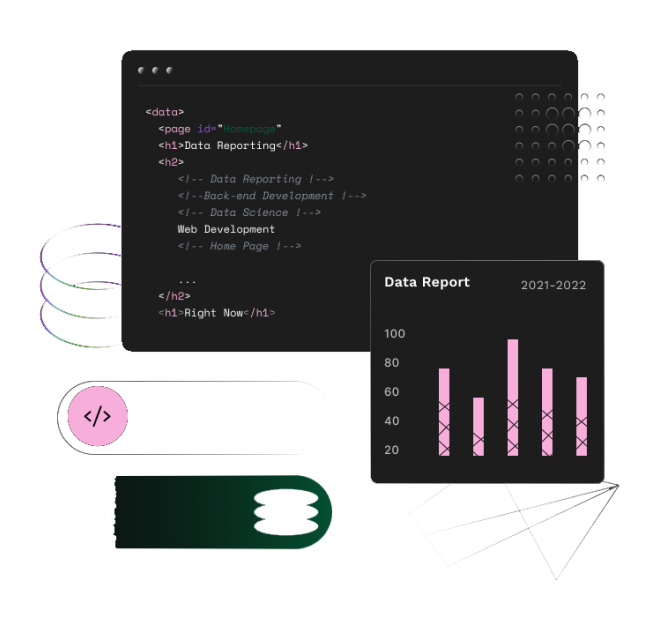 <data>
<page id="Homepage"
<h1>Data Reporting</h1>
<h2>
<!-- Data Reporting !-->
<!--Back-end Development !-->
<!-- Data Science !-->
Web Development
<!-- Home Page !-->
...
</h2>
<h1>Right Now</h1>
Data Report 2021-2022
100
80
60
40
20
</>